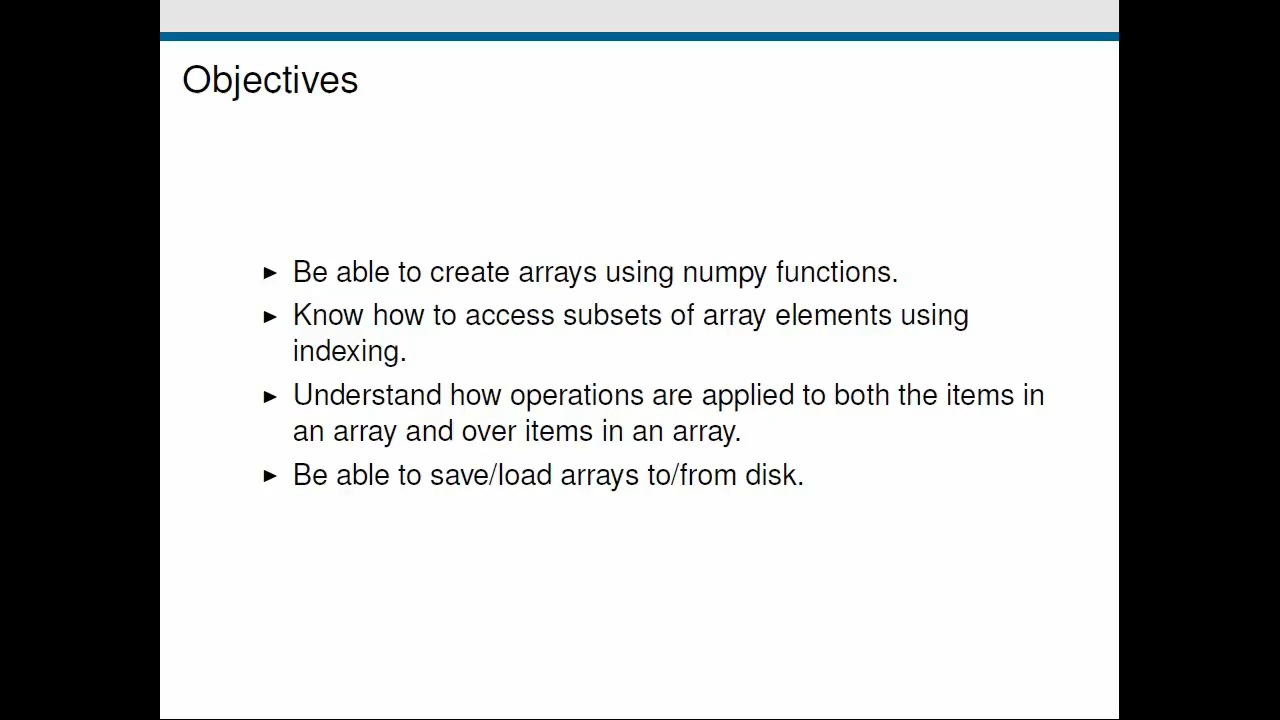 Objectives
▶ Be able to create arrays using numpy functions.
▶ Know how to access subsets of array elements using
indexing.
▶ Understand how operations are applied to both the items in
an array and over items in an array.
▶ Be able to save/load arrays to/from disk.